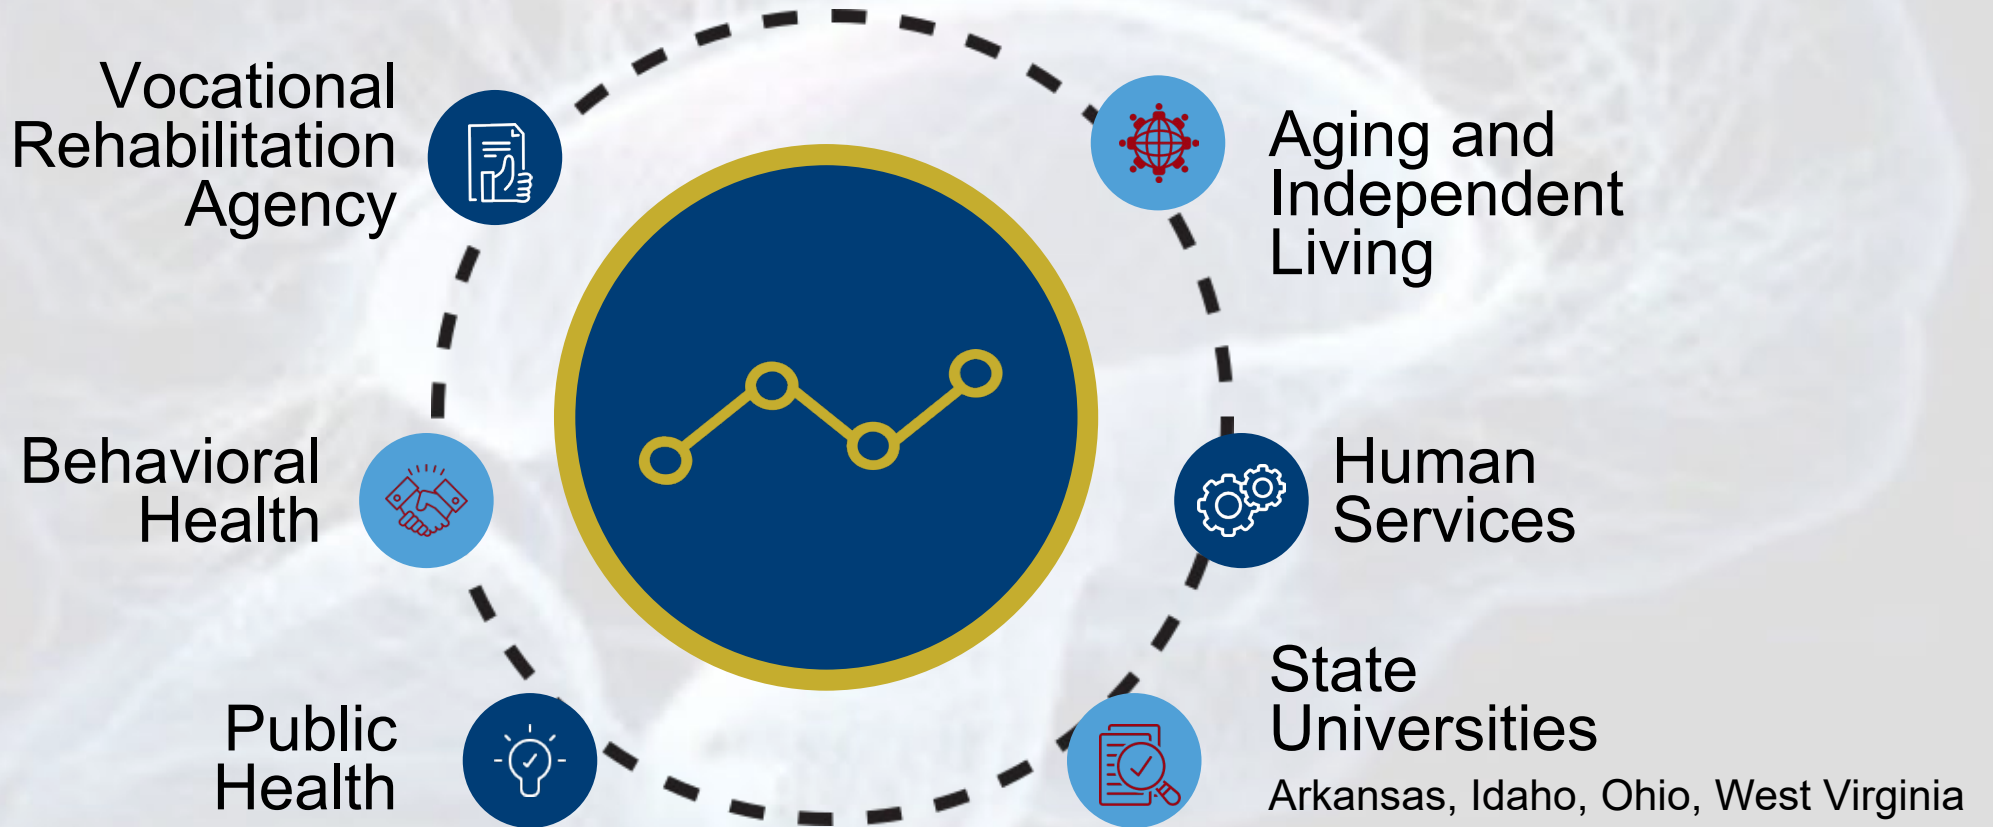 Vocational
Rehabilitation
Agency
Aging and
Independent
Living
Behavioral
Health
Human
Services
Public
Health
State
Universities
Arkansas, Idaho, Ohio, West Virginia